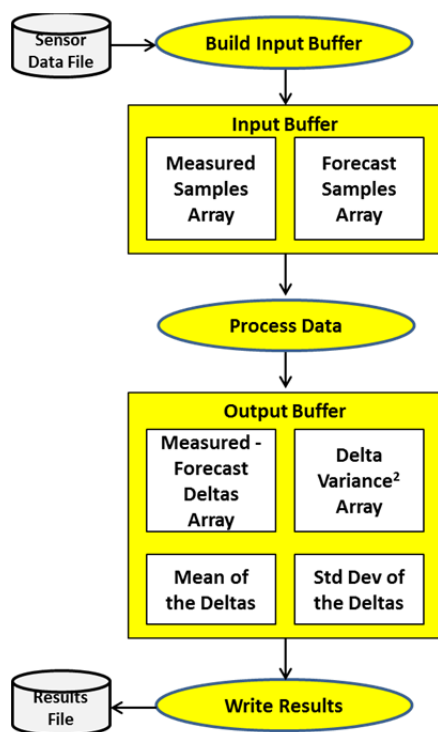 Sensor
Data File
Build Input Buffer
Input Buffer
Measured
Samples
Array
Forecast
Samples
Array
Process Data
Output Buffer
Measured -
Forecast
Deltas
Array
Delta
Variance²
Array
Mean of
the Deltas
Std Dev of
the Deltas
Results
File
Write Results